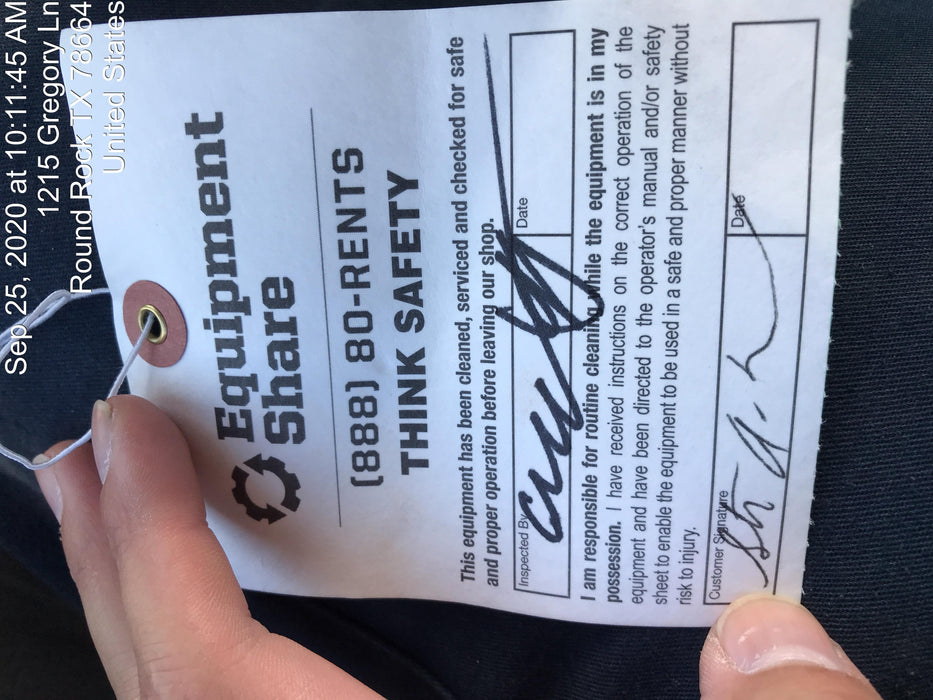 Sep 25, 2020 at 10:11:45 AM
1215 Gregory Ln
Round Rock TX 78664
United States
Equipment
Share
(888) 80-RENTS
THINK SAFETY
This equipment has been cleaned, serviced and checked for safe
and proper operation before leaving our shop.
Inspected By
Date
I am responsible for routine cleaning while the equipment is in my
possession. I have received instructions on the correct operation of the
equipment and have been directed to the operator's manual and/or safety
sheet to enable the equipment to be used in a safe and proper manner without
risk to injury.
Customer Signature
Date